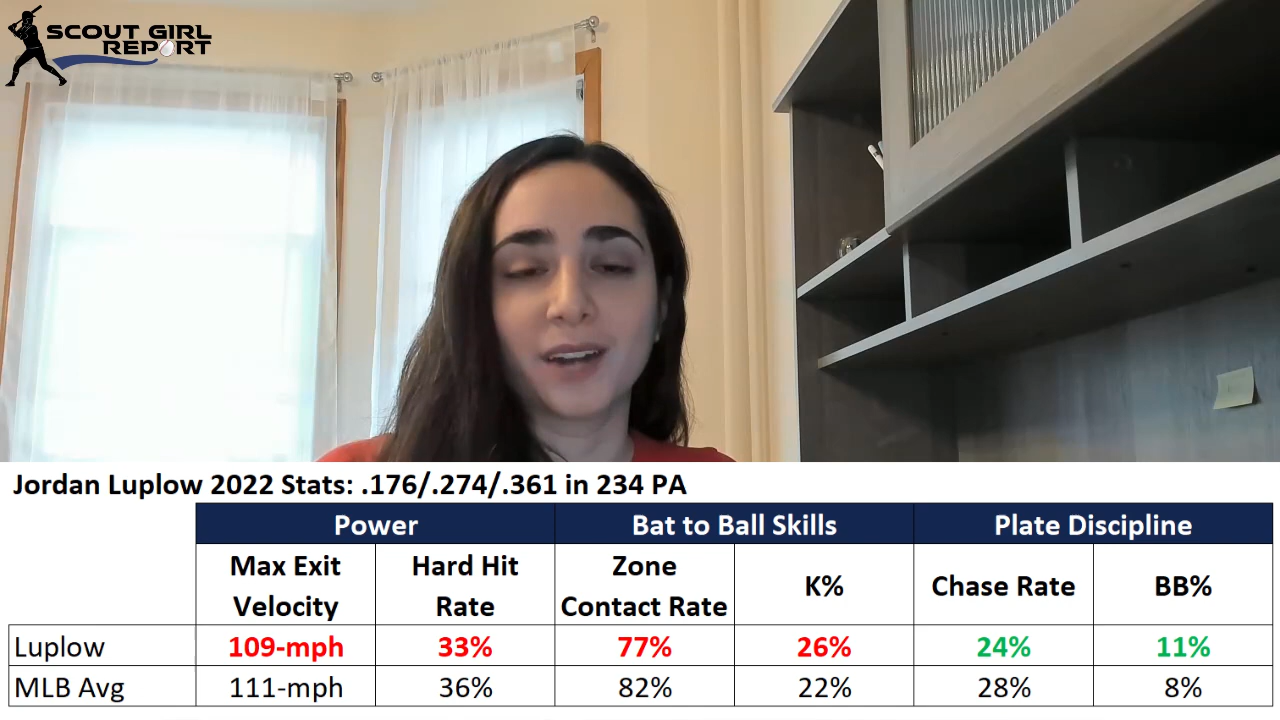 SCOUT GIRL
REPORT
Jordan Luplow 2022 Stats: .176/.274/.361 in 234 PA
Power Bat to Ball Skills Plate Discipline
Max Exit Velocity Hard Hit Rate Zone Contact Rate K% Chase Rate BB%
Luplow 109-mph 33% 77% 26% 24% 11%
MLB Avg 111-mph 36% 82% 22% 28% 8%